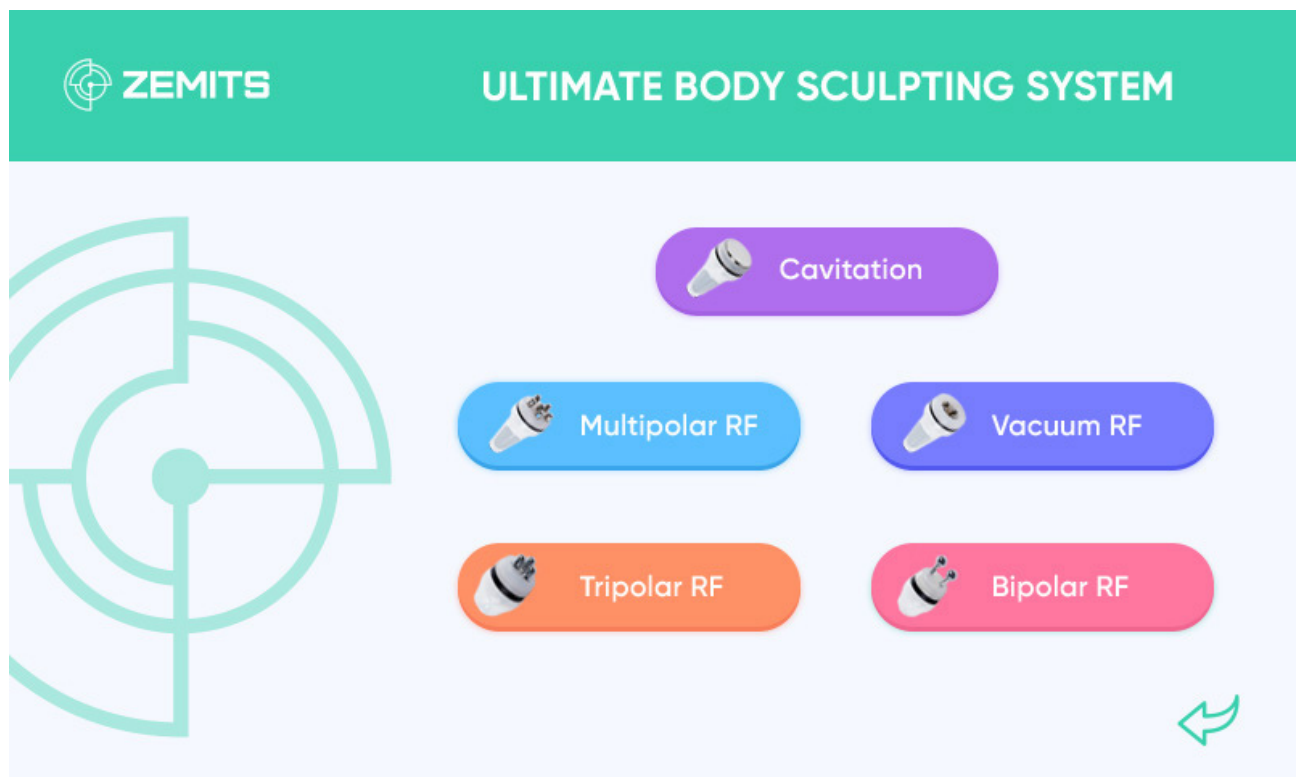 ZEMITS
ULTIMATE BODY SCULPTING SYSTEM
Cavitation
Multipolar RF
Vacuum RF
Tripolar RF
Bipolar RF